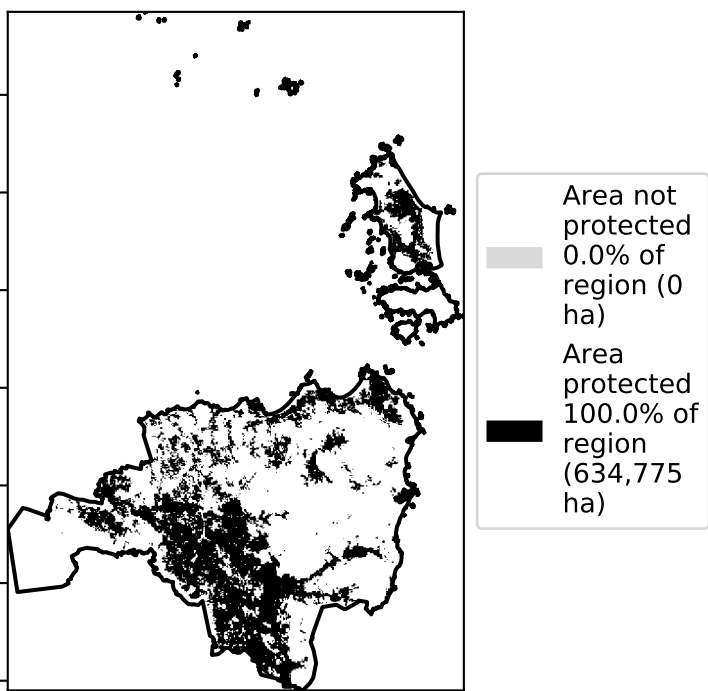 Area not
protected
0.0% of
region (0
ha)
Area
protected
100.0% of
region
(634,775
ha)